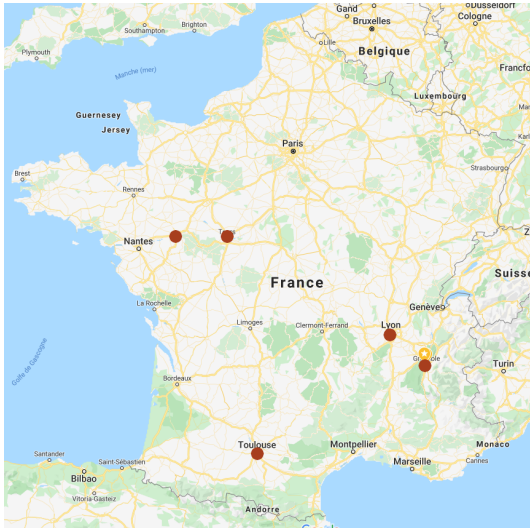 Düsseldorf
Gand
Southampton
Brighton
Bruxelles
Cologne
Plymouth
Lille
Belgique
Manche (mer)
Francfo
Luxembourg
Guernesey
Jersey
Paris
Strasbourg
Brest
Rennes
Nantes
France
Suisse
La Rochelle
Genève
Limoges
Clermont-Ferrand
Lyon
Golfe de Gascogne
Turin
Bordeaux
Toulouse
Montpellier
Monaco
Santander
Saint-Sébastien
Marseille
Cannes
Bilbao
Vitoria-Gasteiz
Andorre